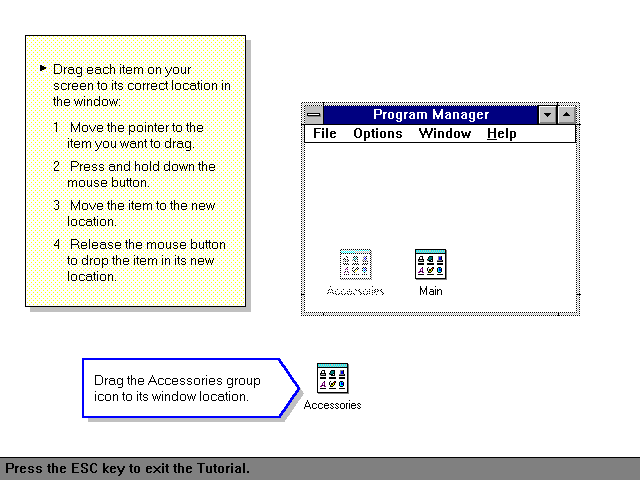 Drag each item on your
screen to its correct location in
the window:
1 Move the pointer to the
item you want to drag.
2 Press and hold down the
mouse button.
3 Move the item to the new
location.
4 Release the mouse button
to drop the item in its new
location.
Program Manager
File Options Window Help
Accessories Main
Drag the Accessories group
icon to its window location.
Accessories
Press the ESC key to exit the Tutorial.